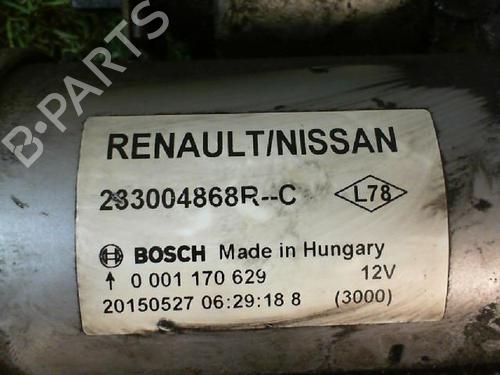 B-PARTS
RENAULT/NISSAN
233004868R--C
L78
BOSCH Made in Hungary
0 001 170 629 12V
20150527 06:29:18 8 (3000)